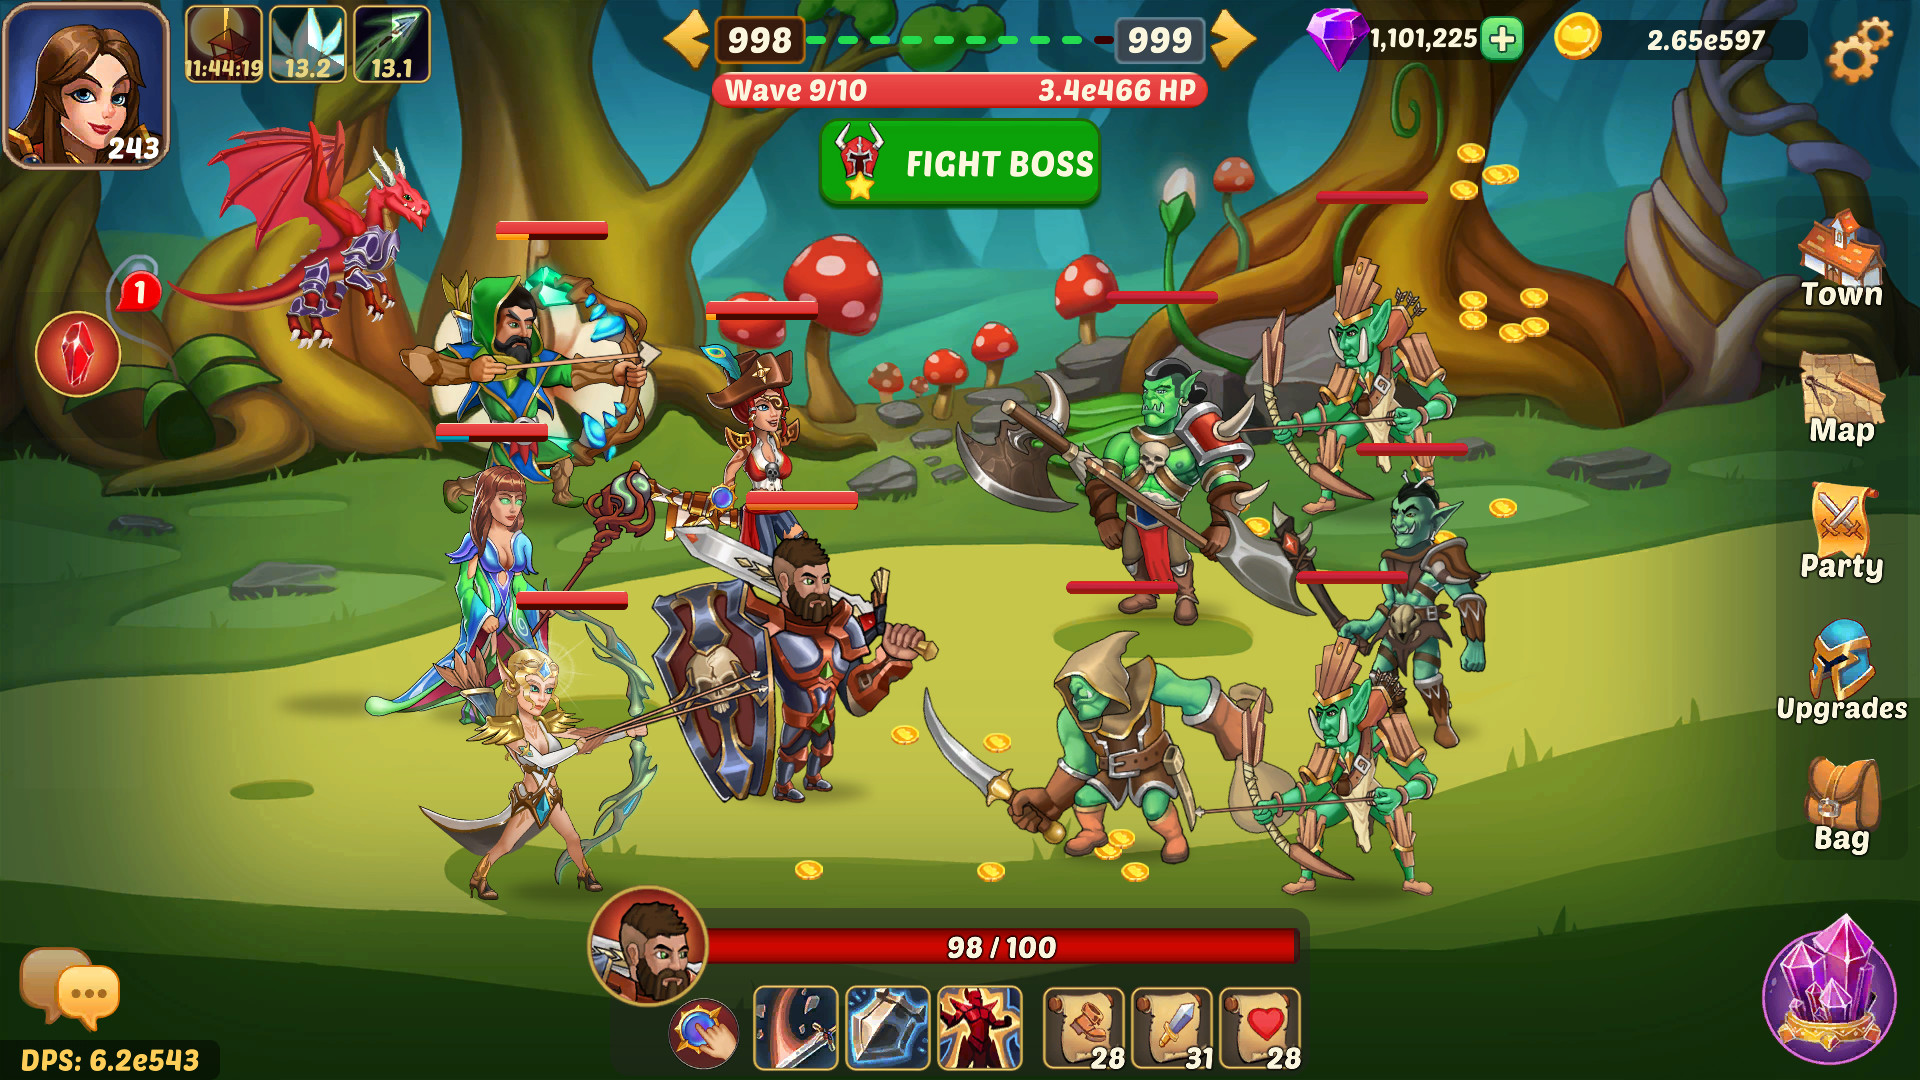 243
11:44:19
13.2
13.1
998
999
Wave 9/10
3.4e466 HP
FIGHT BOSS
1,101,225
2.65e597
1
Town
Map
Party
Upgrades
Bag
98 / 100
28
31
28
DPS: 6.2e543